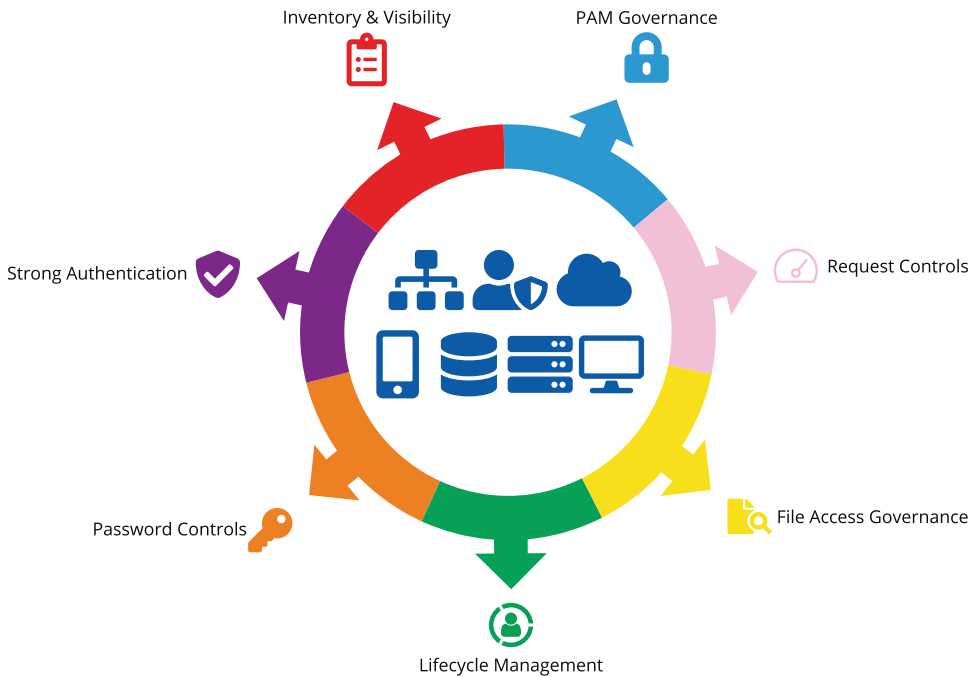 Inventory & Visibility
PAM Governance
Strong Authentication
Request Controls
Password Controls
File Access Governance
Lifecycle Management